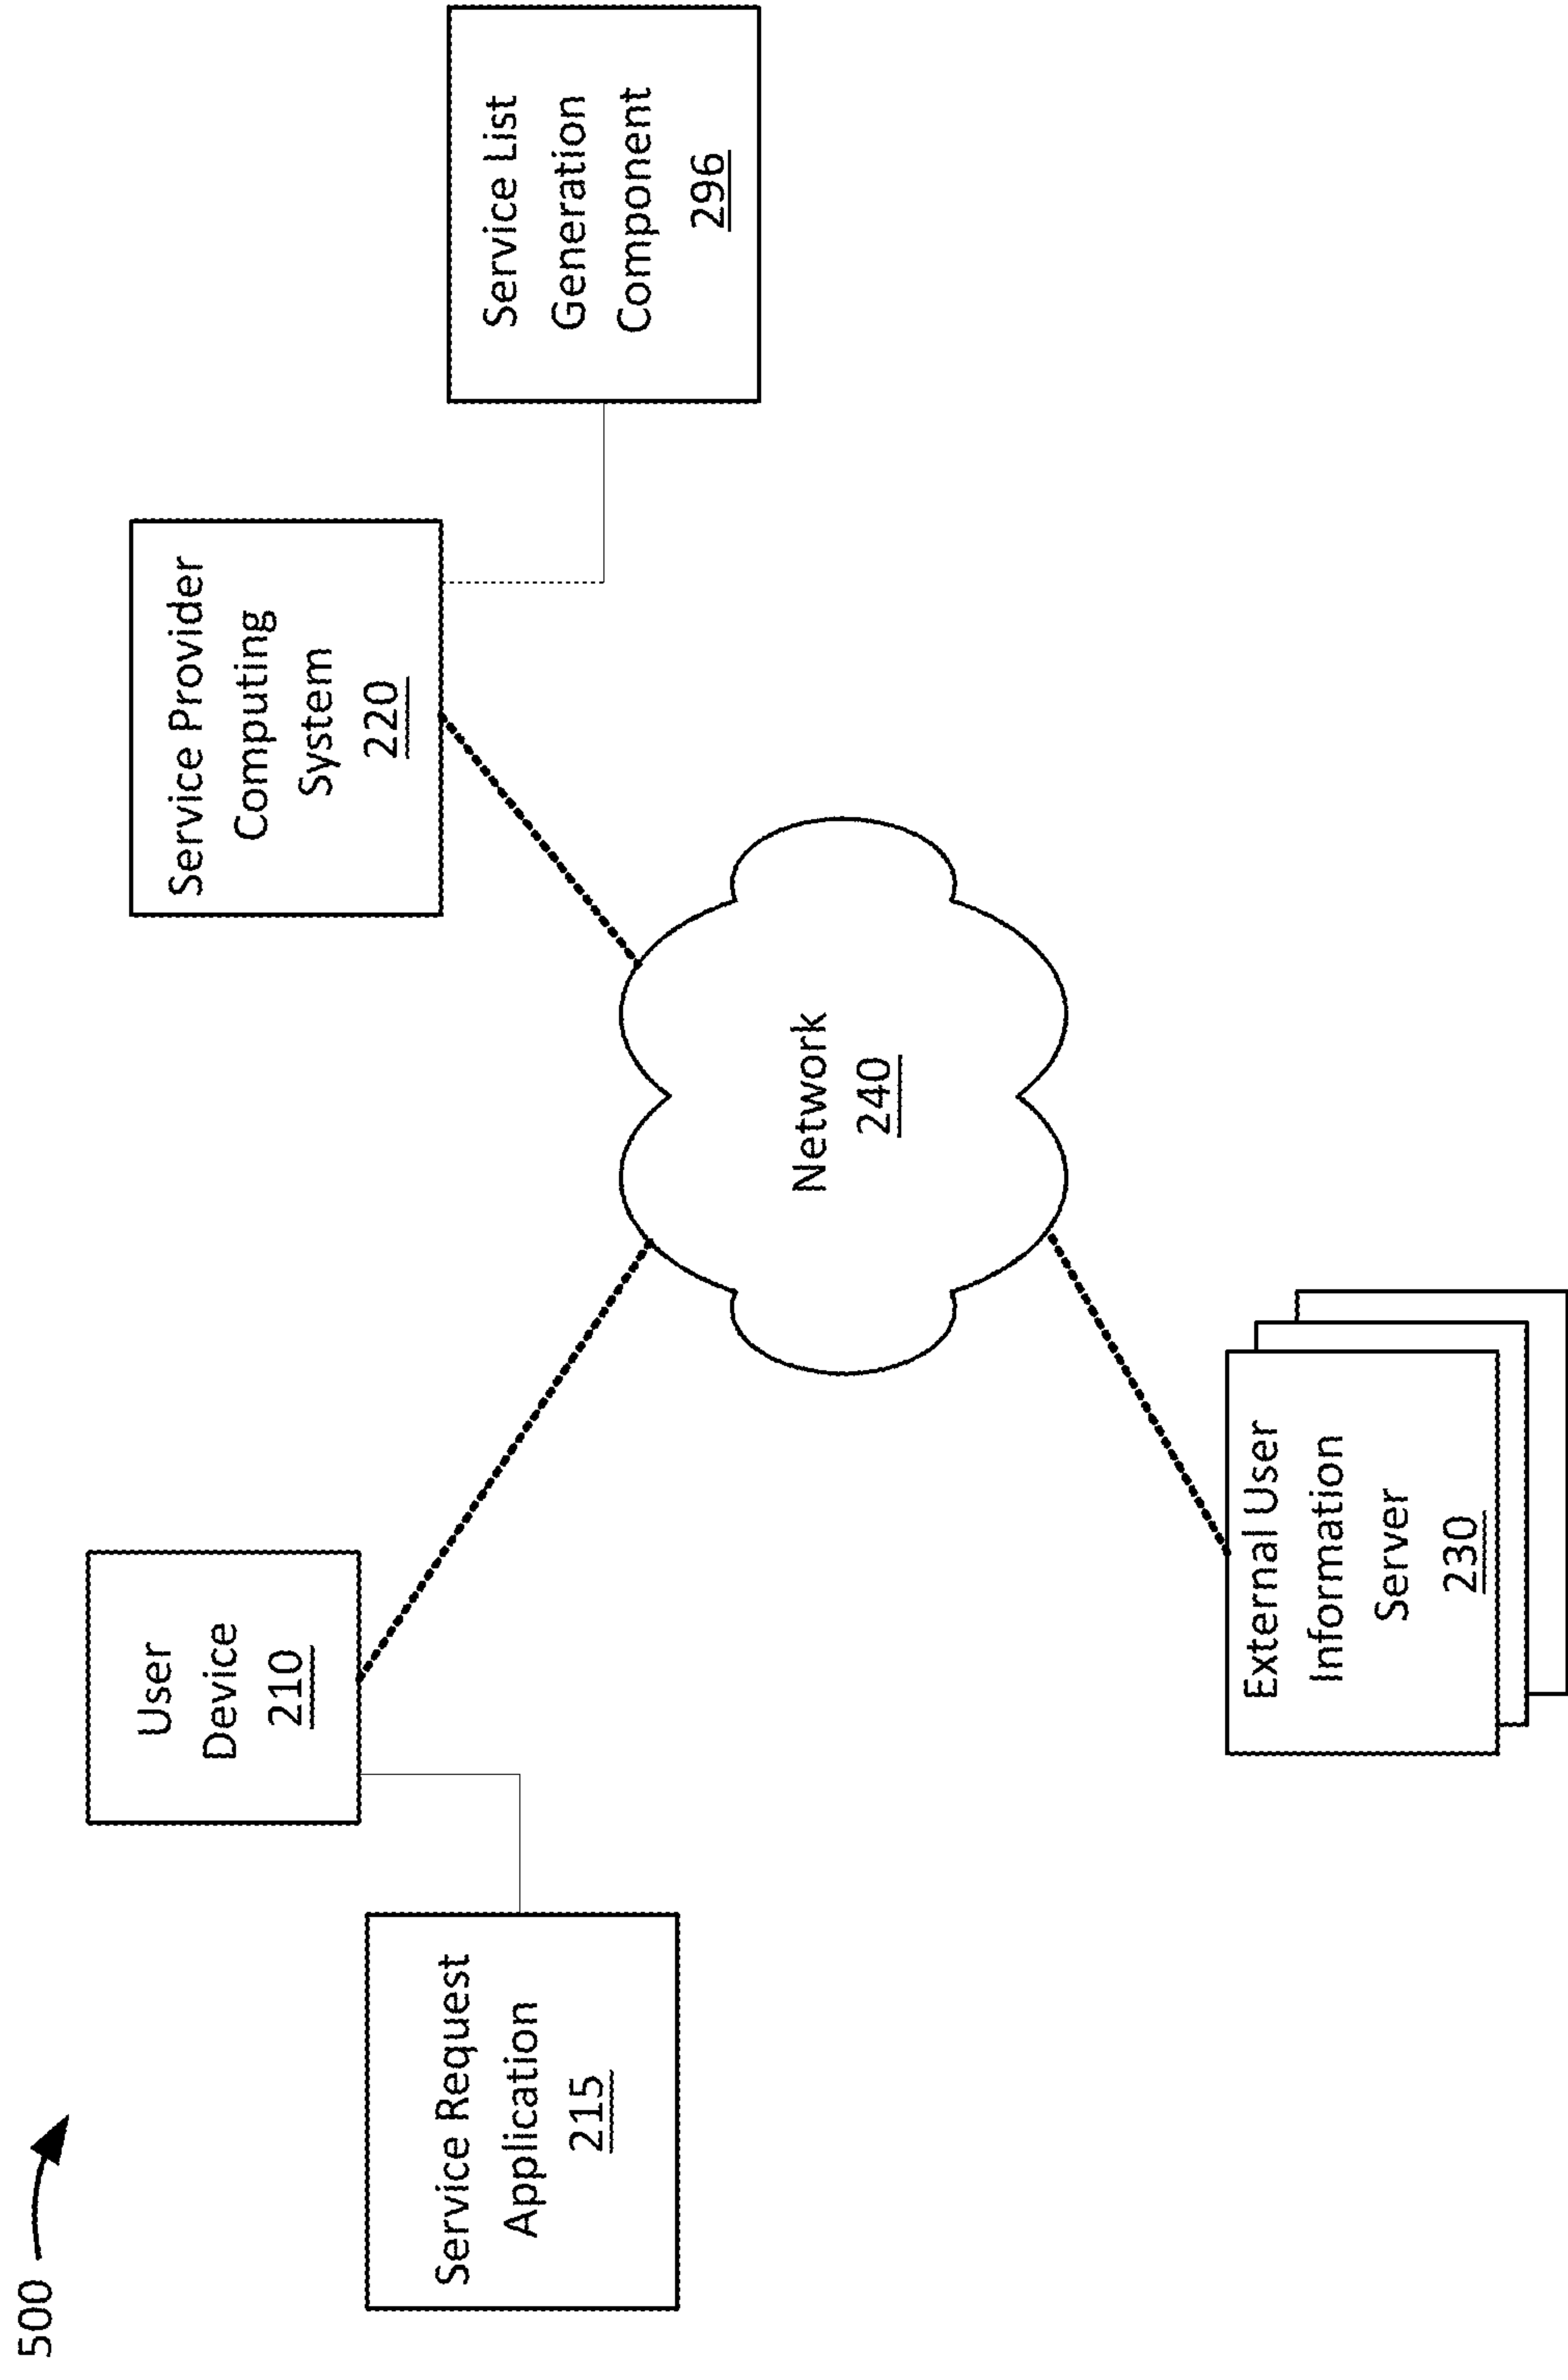 500
User
Device
210
Service Provider
Computing
System
220
Service Request
Application
215
Service List
Generation
Component
296
Network
240
External User
Information
Server
230